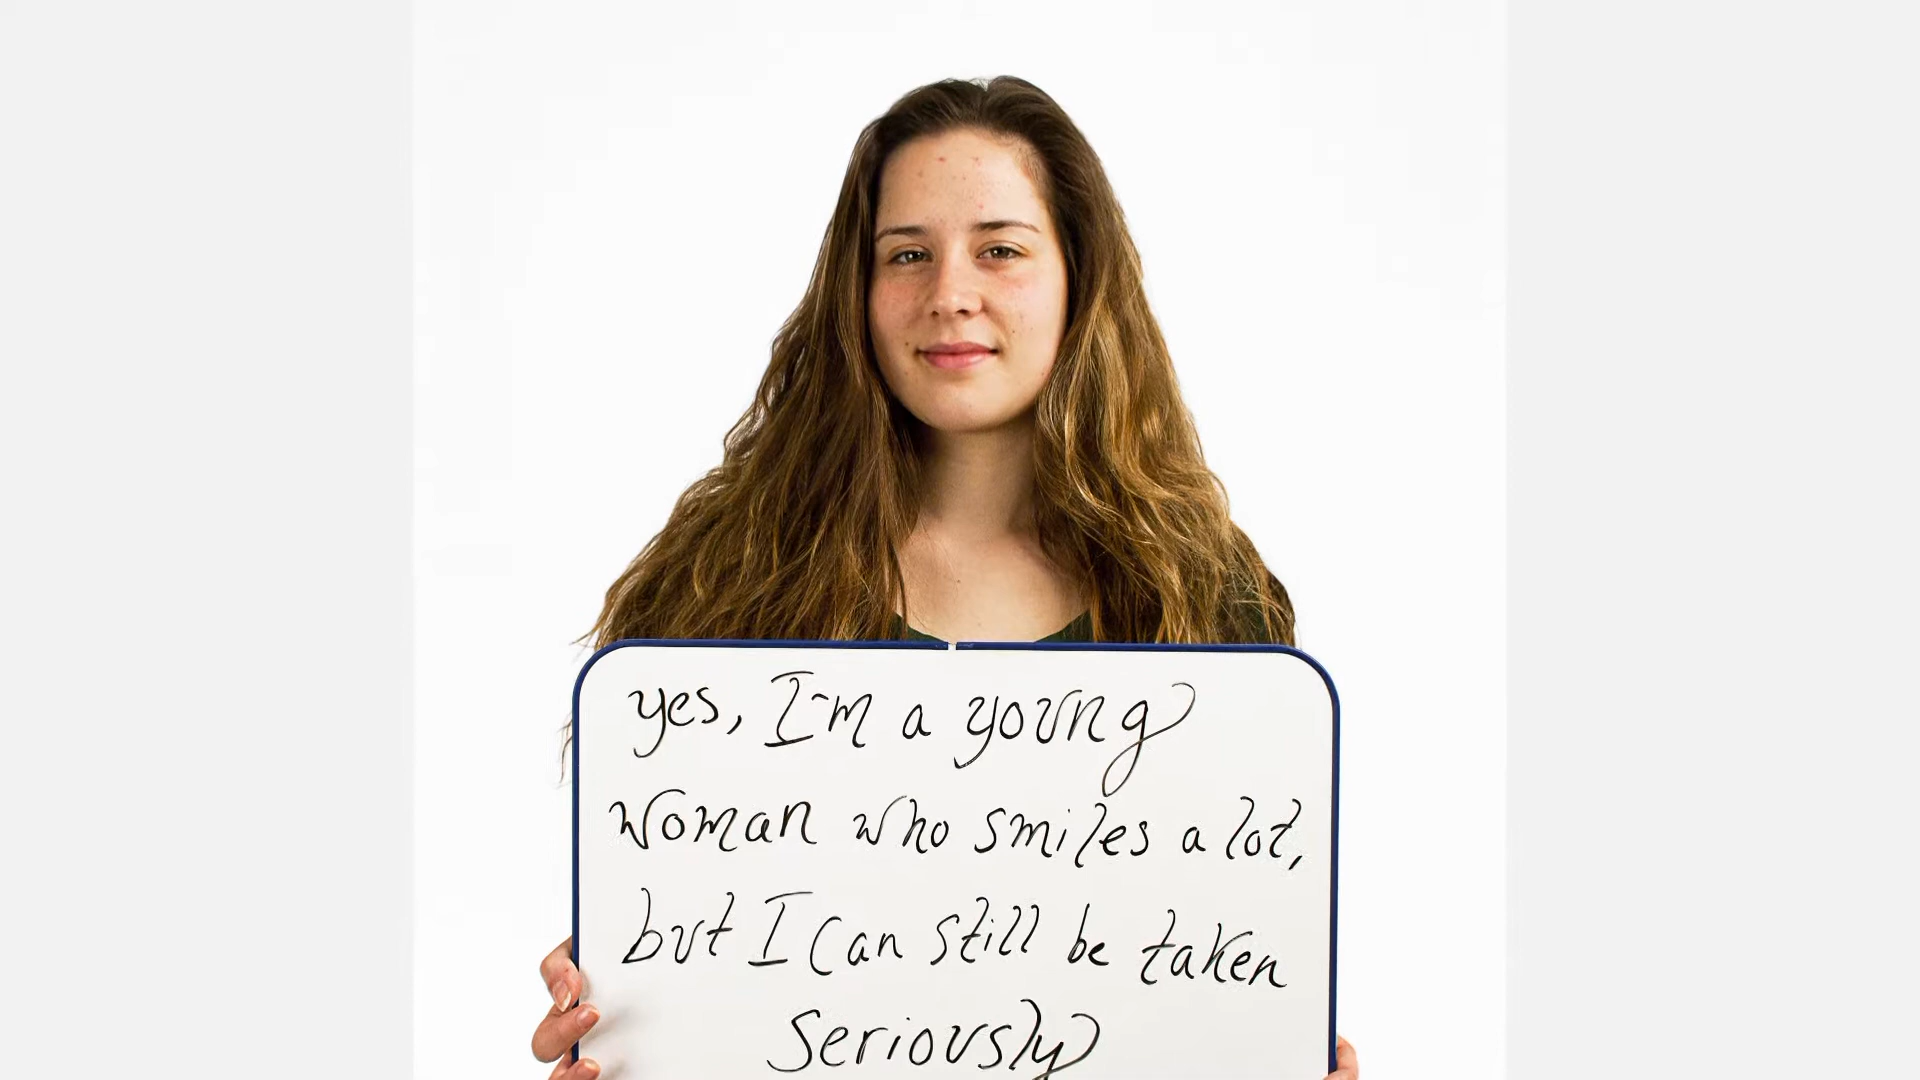 yes, I'm a young
woman who smiles a lot,
but I can still be taken
seriously